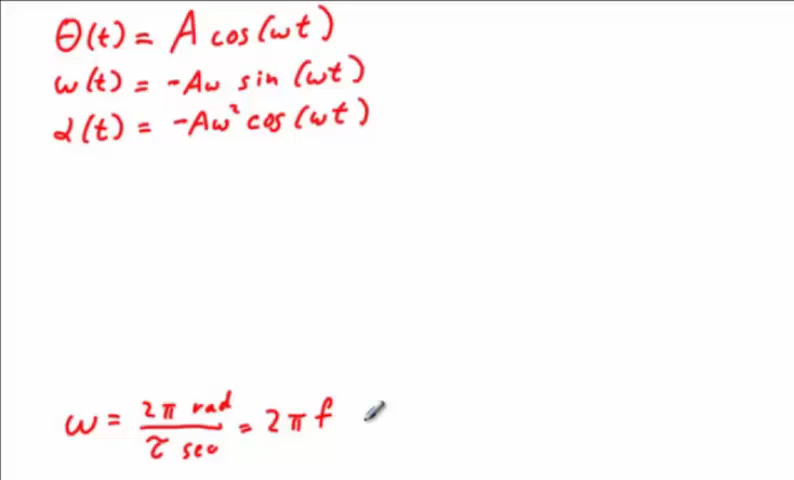 Θ(t) = A cos(ωt)
ω(t) = -Aω sin(ωt)
α(t) = -Aω² cos(ωt)
ω = 2π rad / τ sec = 2πf